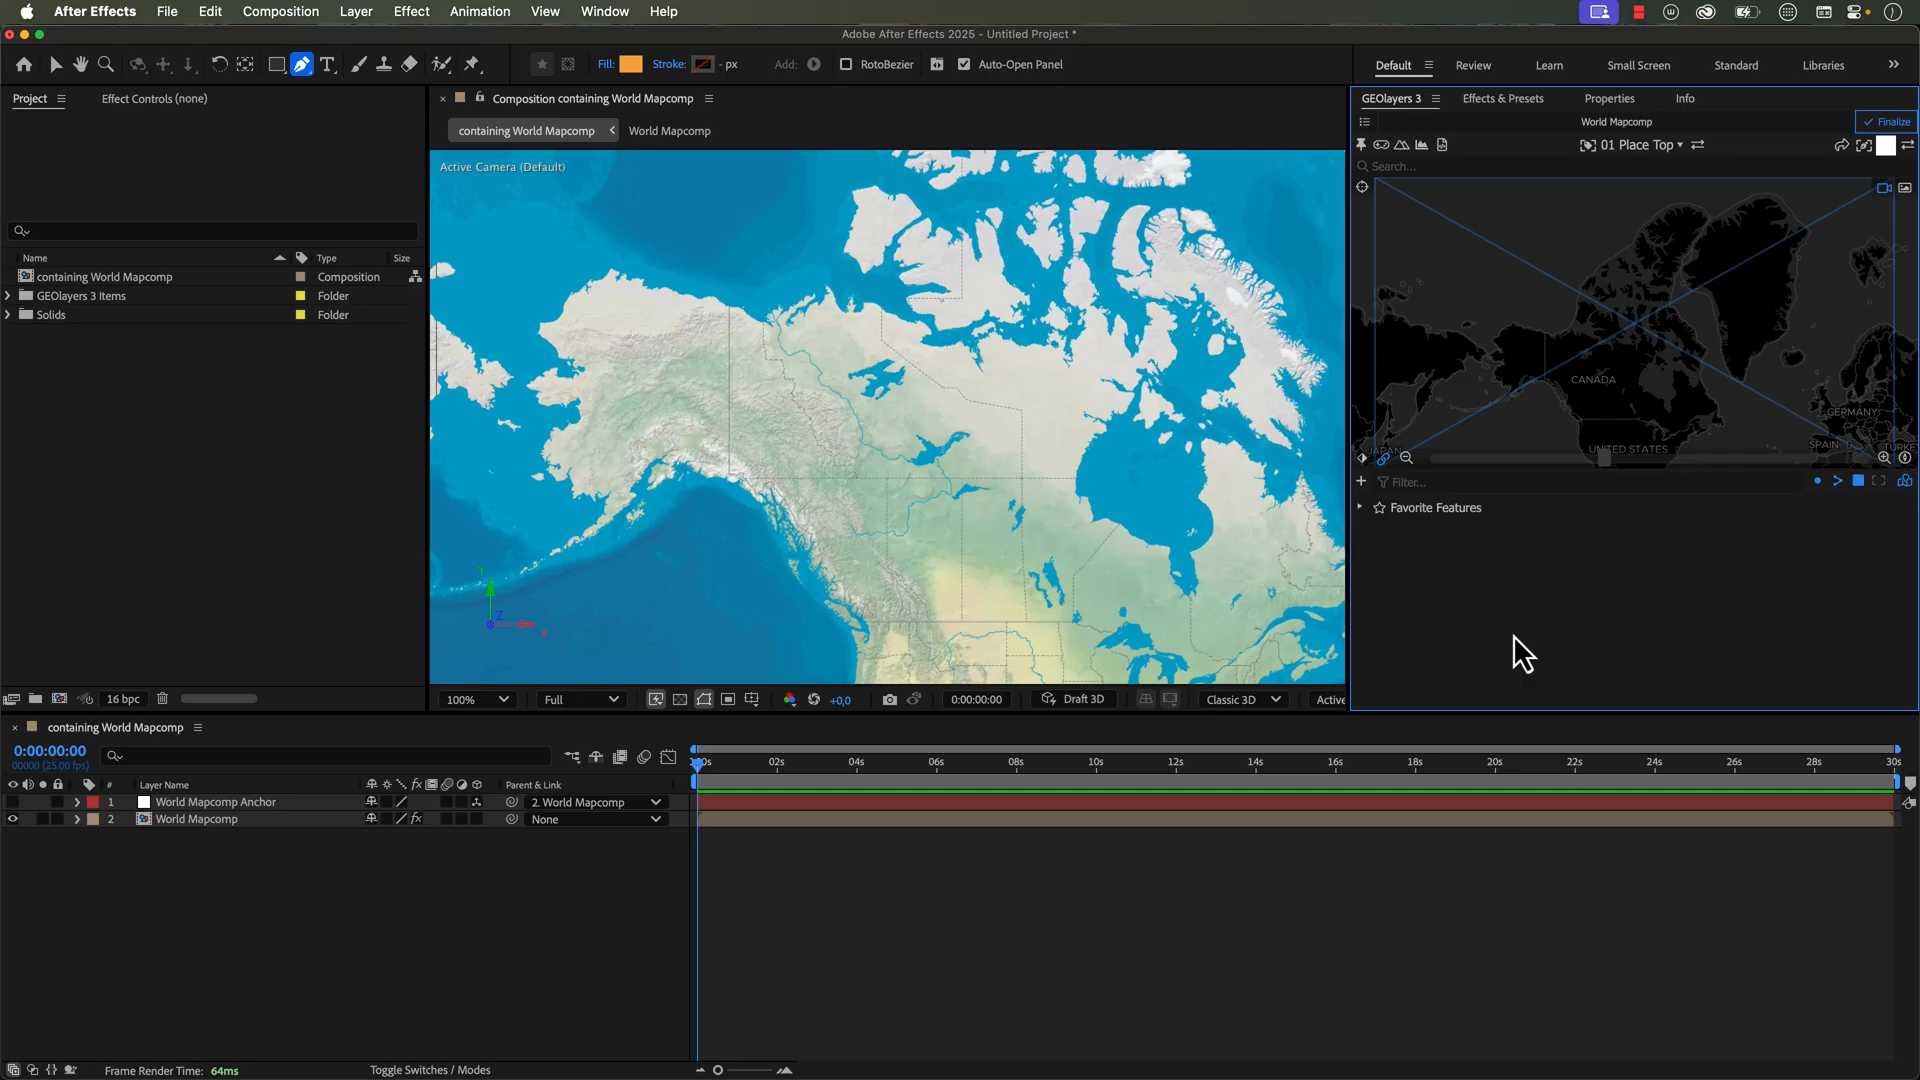 After Effects File Edit Composition Layer Effect Animation View Window Help
Adobe After Effects 2025 - Untitled Project *
Fill: Stroke: - px Add: RotoBezier Auto-Open Panel Default Review Learn Small Screen Standard Libraries
Project Effect Controls (none) Composition containing World Mapcomp GEOlayers 3 Effects & Presets Properties Info
World Mapcomp Finalize
containing World Mapcomp World Mapcomp
01 Place Top
Active Camera (Default) Search...
Name Type Size
containing World Mapcomp Composition
GEOlayers 3 Items Folder
Solids Folder
CANADA
GERMANY
SPAIN
UNITED STATES
Filter...
Favorite Features
Y
Z
X
16 bpc 100% Full +0,0 0:00:00:00 Draft 3D Classic 3D Active
containing World Mapcomp
0:00:00:00
00000 (25.00 fps)
02s 04s 06s 08s 10s 12s 14s 16s 18s 20s 22s 24s 26s 28s 30s
# Layer Name fx Parent & Link
1 World Mapcomp Anchor 2. World Mapcomp
2 World Mapcomp fx None
Frame Render Time: 64ms Toggle Switches / Modes